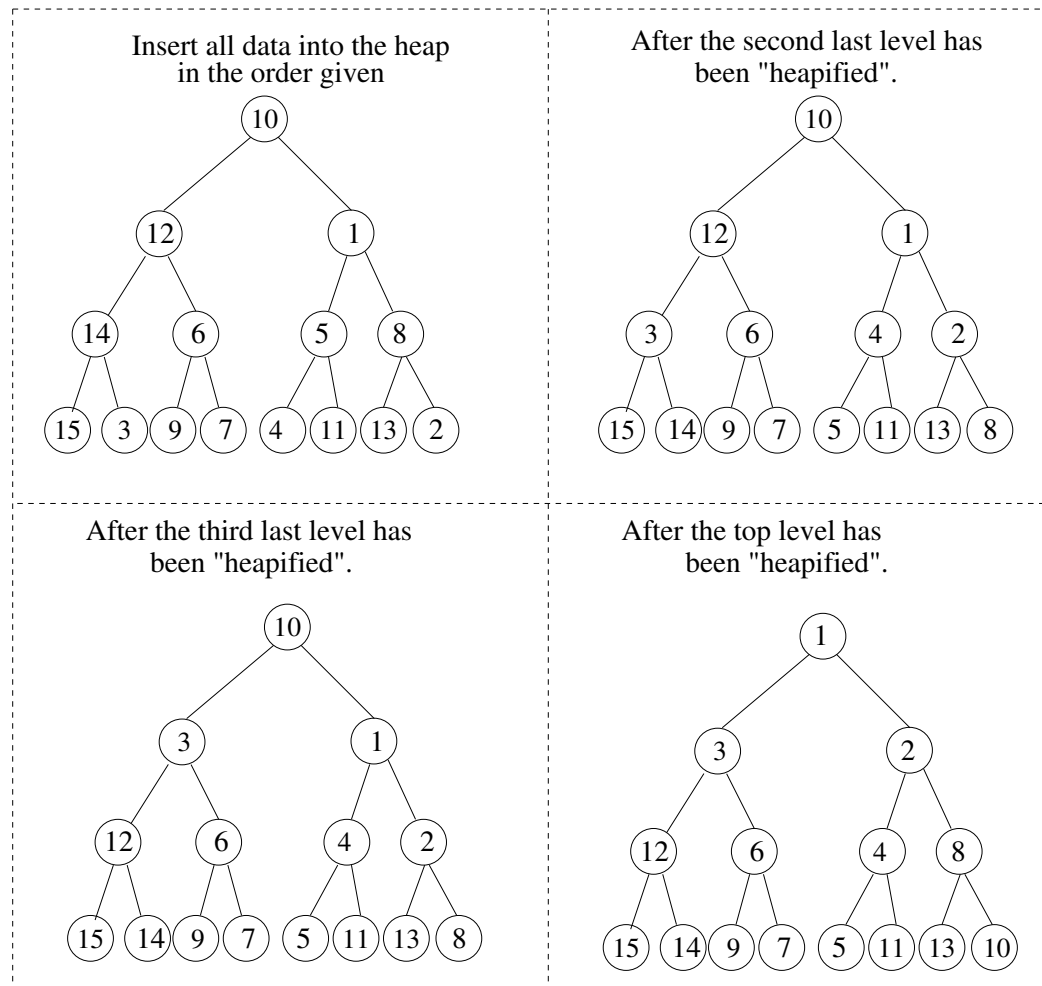 Insert all data into the heap
in the order given
10
12 1
14 6 5 8
15 3 9 7 4 11 13 2
After the second last level has
been "heapified".
10
12 1
3 6 4 2
15 14 9 7 5 11 13 8
After the third last level has
been "heapified".
10
3 1
12 6 4 2
15 14 9 7 5 11 13 8
After the top level has
been "heapified".
1
3 2
12 6 4 8
15 14 9 7 5 11 13 10